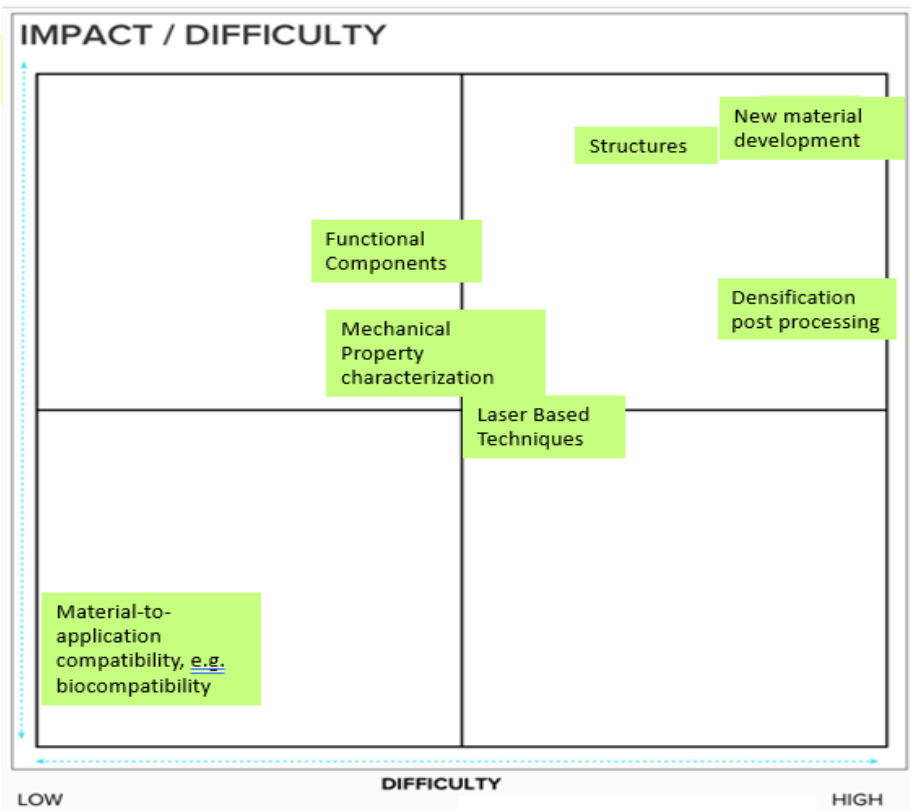 IMPACT / DIFFICULTY
New material
development
Structures
Functional
Components
Densification
post processing
Mechanical
Property
characterization
Laser Based
Techniques
Material-to-
application
compatibility, e.g.
biocompatibility
DIFFICULTY
LOW
HIGH